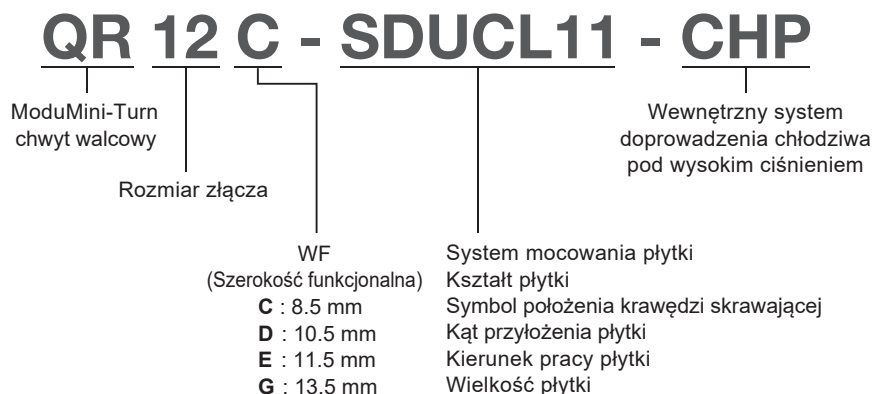 QR 12 C - SDUCL11 - CHP
ModuMini-Turn
chwyt walcowy
Rozmiar złącza
Wewnętrzny system
doprowadzenia chłodziwa
pod wysokim ciśnieniem
WF
(Szerokość funkcjonalna)
C : 8.5 mm
D : 10.5 mm
E : 11.5 mm
G : 13.5 mm
System mocowania płytki
Kształt płytki
Symbol położenia krawędzi skrawającej
Kąt przyłożenia płytki
Kierunek pracy płytki
Wielkość płytki